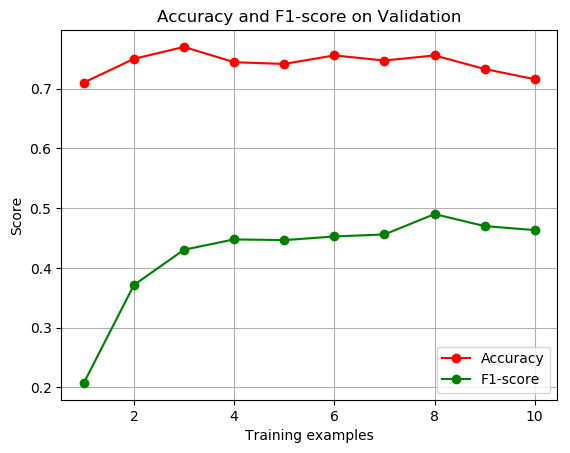 Accuracy and F1-score on Validation
Score
0.7
0.6
0.5
0.4
0.3
0.2
Accuracy
F1-score
2
4
6
8
10
Training examples